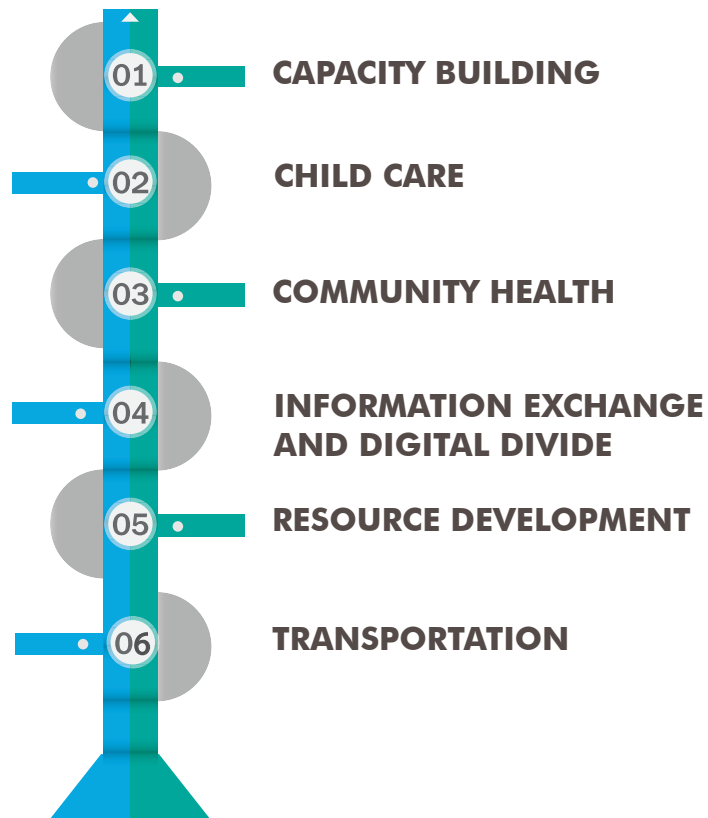 01 CAPACITY BUILDING
02 CHILD CARE
03 COMMUNITY HEALTH
04 INFORMATION EXCHANGE
AND DIGITAL DIVIDE
05 RESOURCE DEVELOPMENT
06 TRANSPORTATION